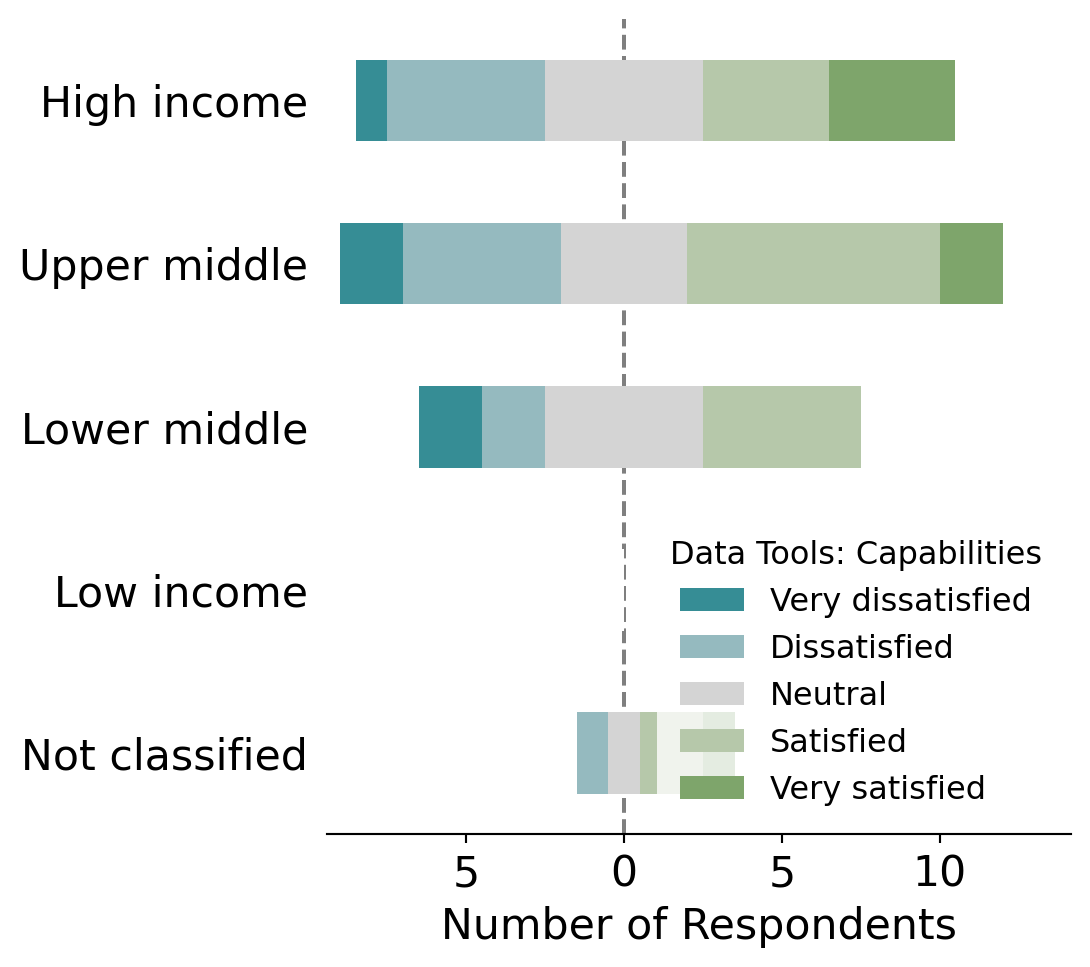 High income
Upper middle
Lower middle
Low income
Not classified
Data Tools: Capabilities
Very dissatisfied
Dissatisfied
Neutral
Satisfied
Very satisfied
5 0 5 10
Number of Respondents